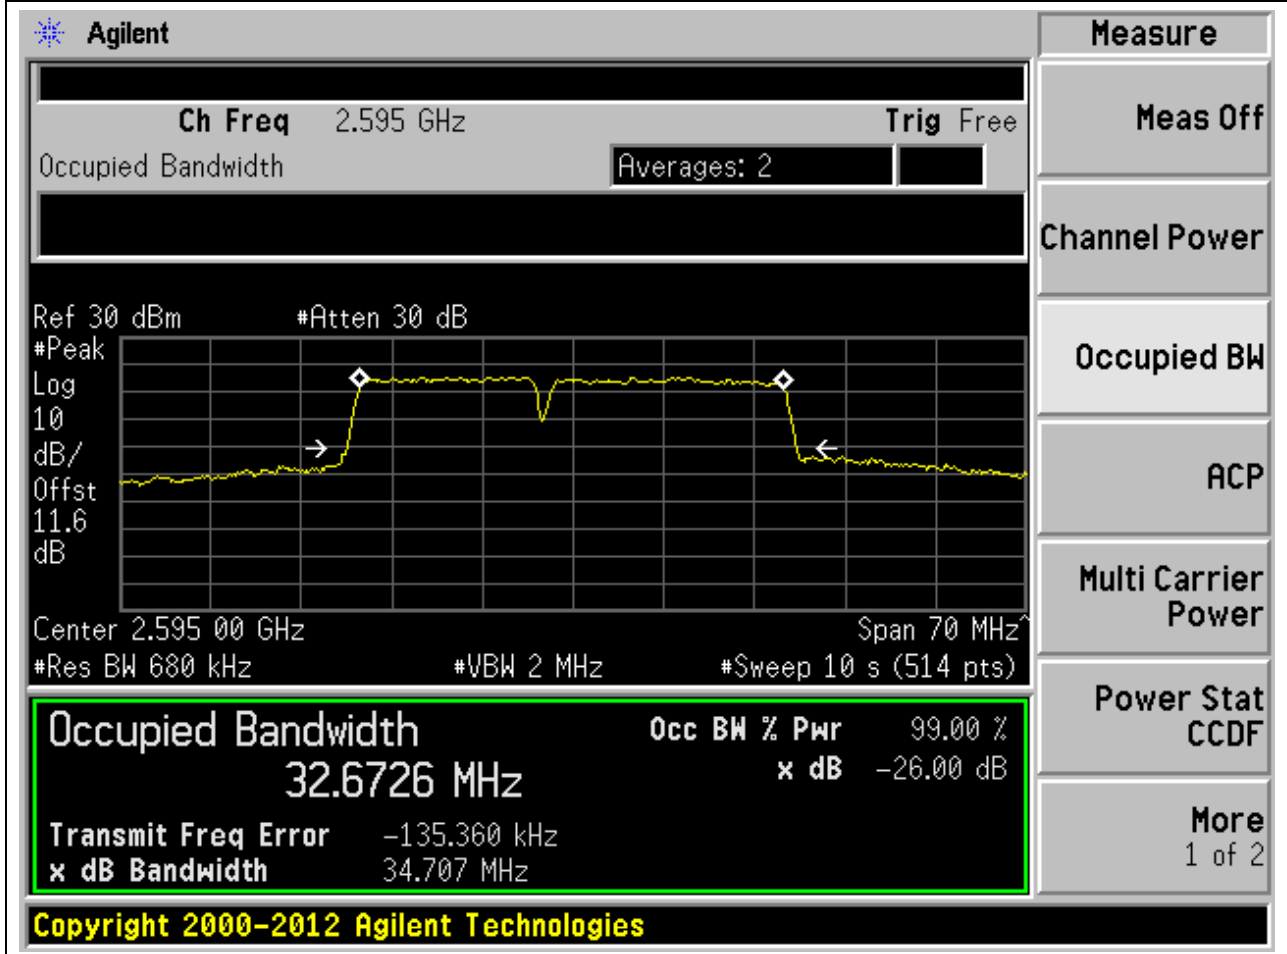 Agilent
Measure
Ch Freq 2.595 GHz Trig Free
Meas Off
Occupied Bandwidth Averages: 2
Channel Power
Ref 30 dBm #Atten 30 dB
#Peak
Log
10
dB/
Offst
11.6
dB
Occupied BW
ACP
Center 2.595 00 GHz Span 70 MHz^
#Res BW 680 kHz #VBW 2 MHz #Sweep 10 s (514 pts)
Multi Carrier
Power
Occupied Bandwidth Occ BW % Pwr 99.00 %
32.6726 MHz x dB -26.00 dB
Power Stat
CCDF
Transmit Freq Error -135.360 kHz
x dB Bandwidth 34.707 MHz
More
1 of 2
Copyright 2000-2012 Agilent Technologies